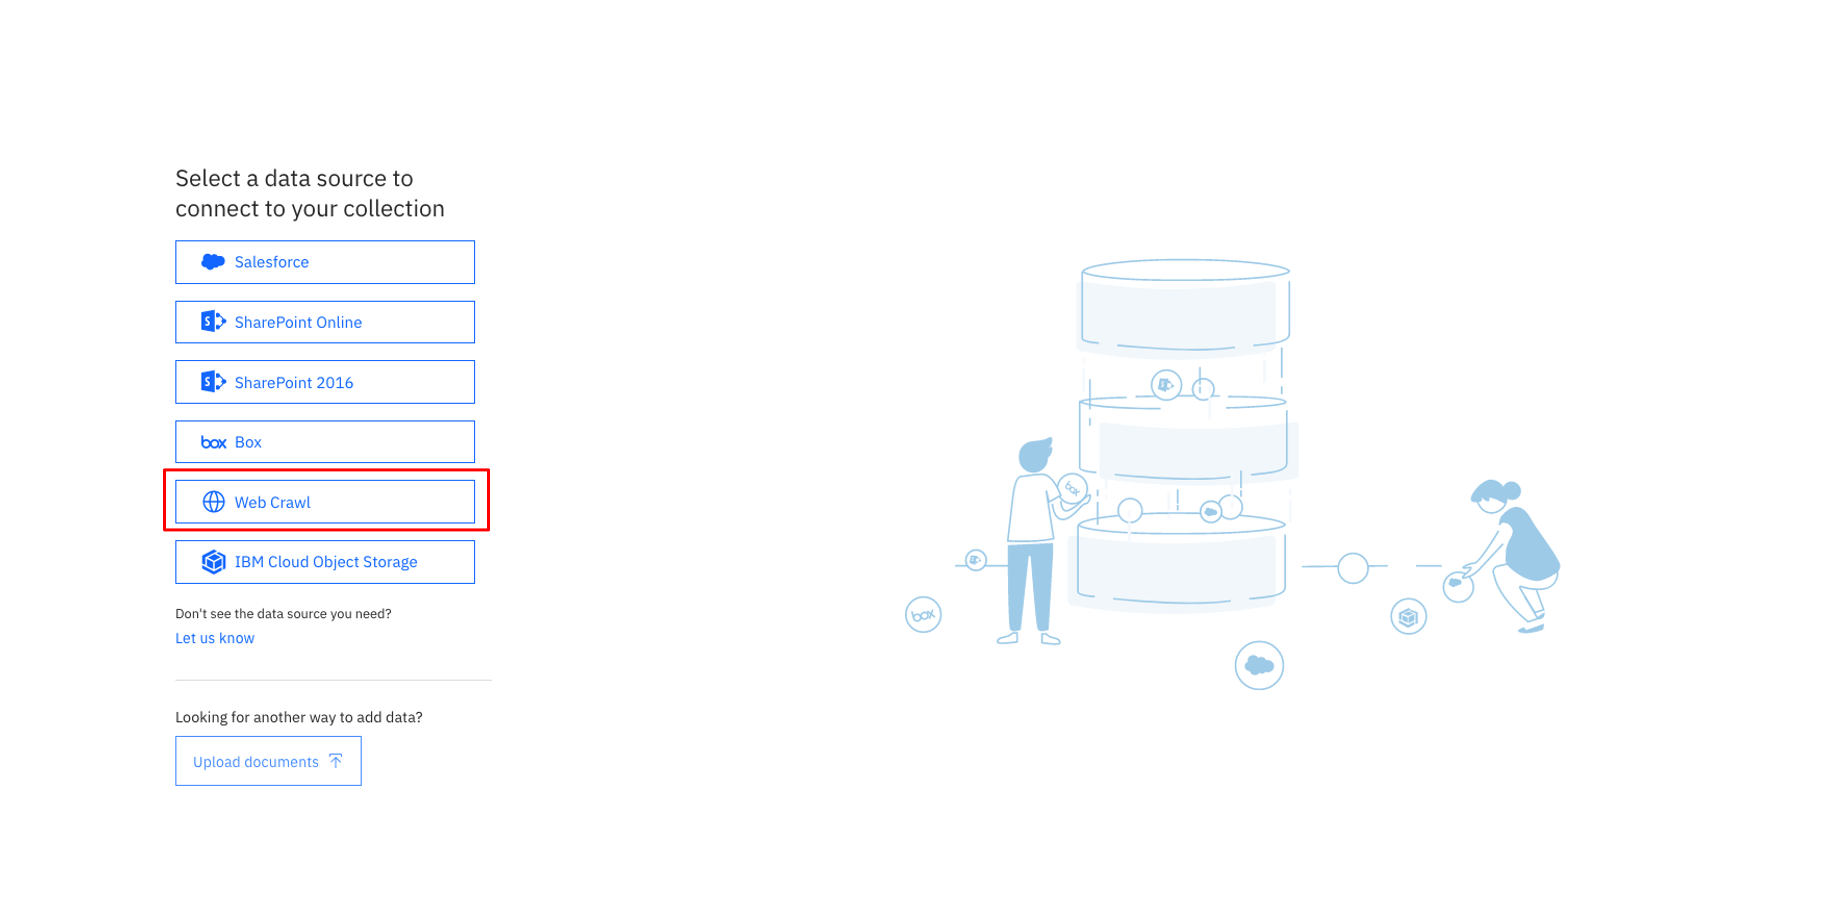 Select a data source to
connect to your collection
Salesforce
S SharePoint Online
S SharePoint 2016
box Box
Web Crawl
IBM Cloud Object Storage
Don't see the data source you need?
Let us know
Looking for another way to add data?
Upload documents
box
box